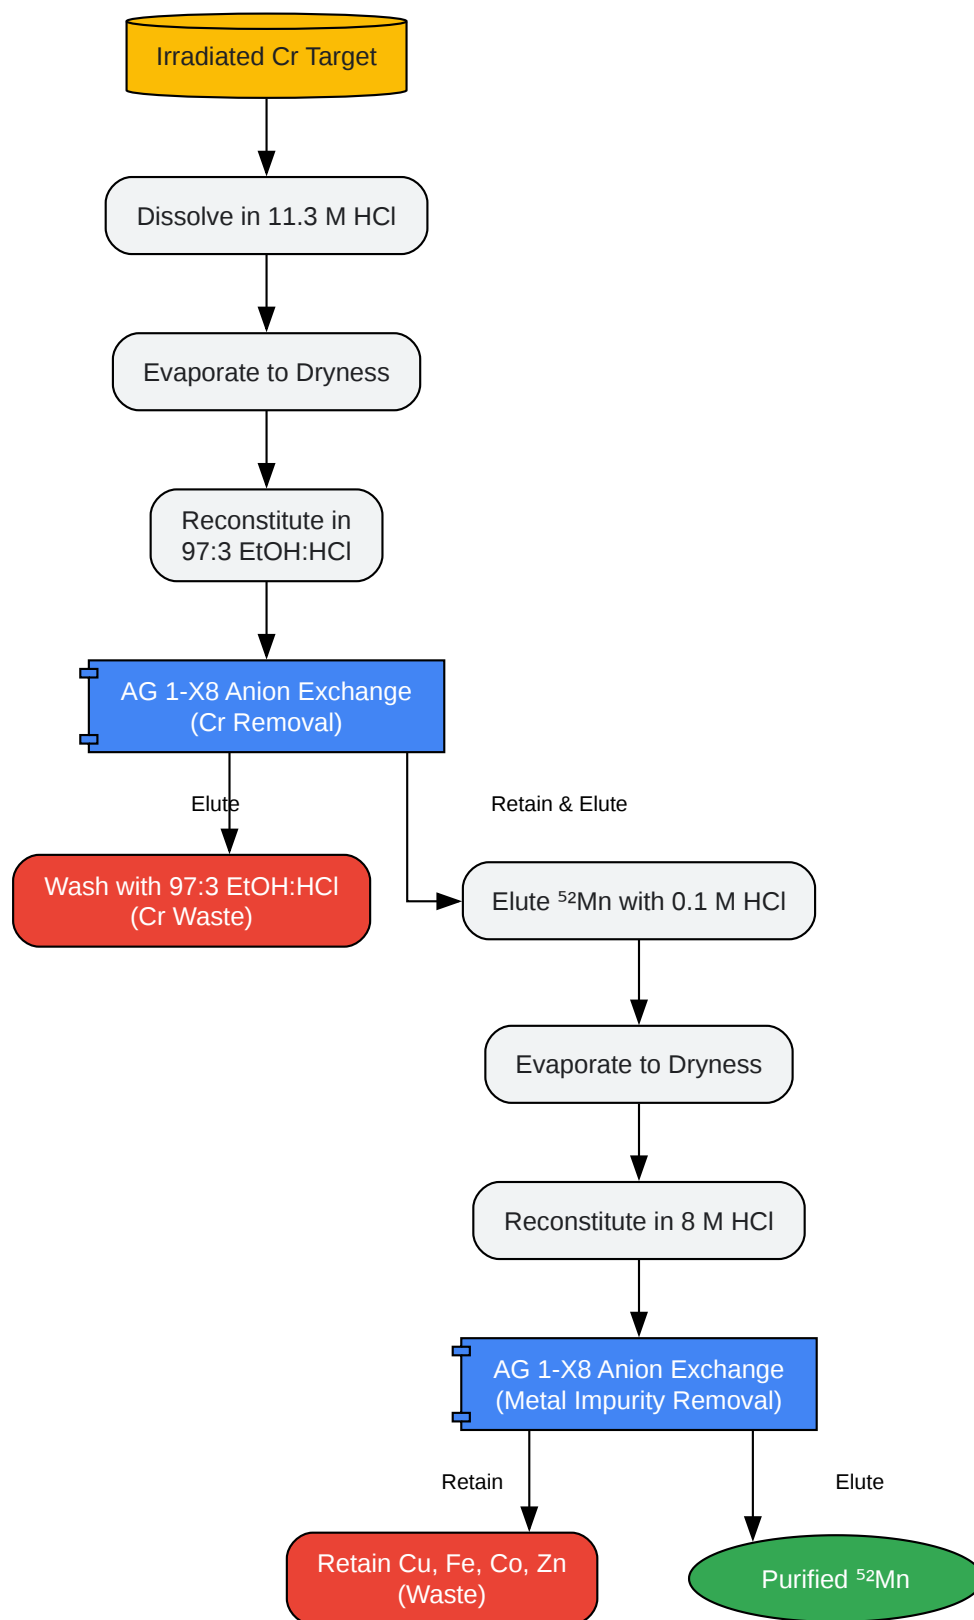 Irradiated Cr Target
Dissolve in 11.3 M HCl
Evaporate to Dryness
Reconstitute in
97:3 EtOH:HCl
AG 1-X8 Anion Exchange
(Cr Removal)
Elute
Retain & Elute
Wash with 97:3 EtOH:HCl
(Cr Waste)
Elute ⁵²Mn with 0.1 M HCl
Evaporate to Dryness
Reconstitute in 8 M HCl
AG 1-X8 Anion Exchange
(Metal Impurity Removal)
Retain
Elute
Retain Cu, Fe, Co, Zn
(Waste)
Purified ⁵²Mn